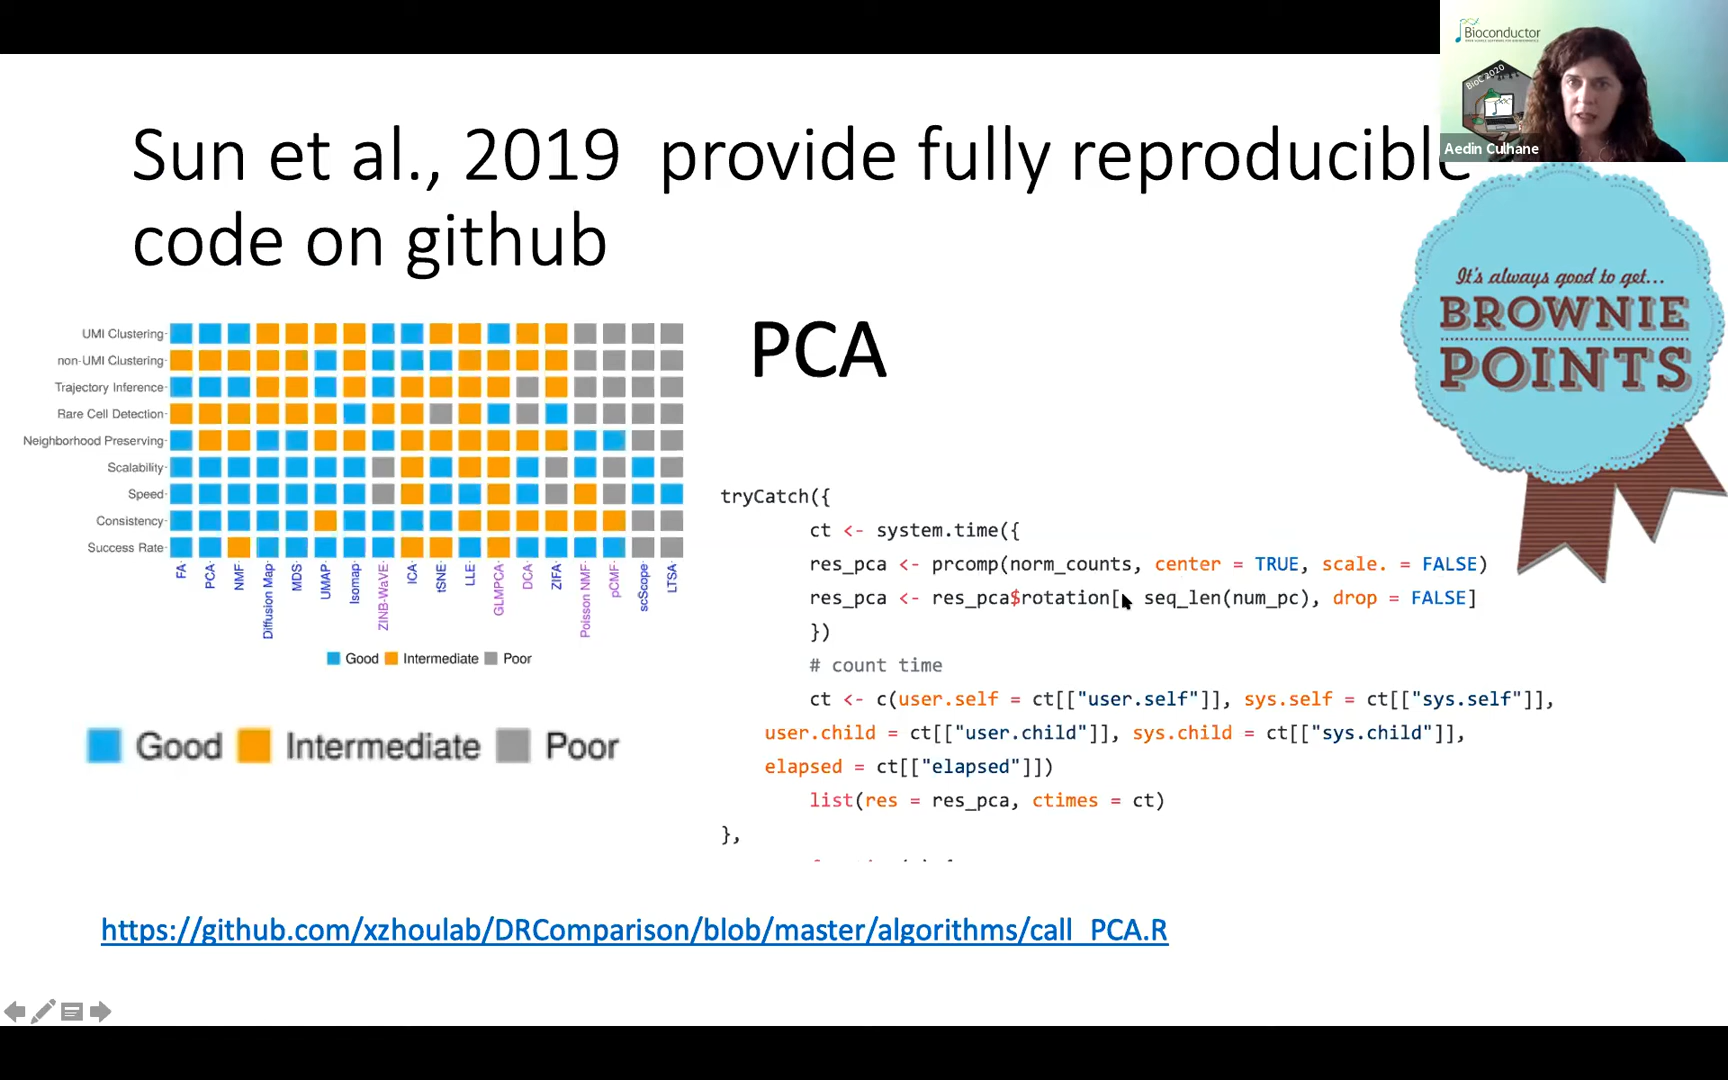 Bioconductor
BioC 2020
Aedin Culhane
Sun et al., 2019 provide fully reproducible
code on github
It's always good to get...
BROWNIE
POINTS
UMI Clustering
non-UMI Clustering
Trajectory Inference
Rare Cell Detection
Neighborhood Preserving
Scalability
Speed
Consistency
Success Rate
FA
PCA
NMF
Diffusion Map
MDS
UMAP
Isomap
ZINB-WaVE
ICA
tSNE
LLE
GLMPCA
DCA
ZIFA
Poisson NMF
pCMF
scScope
LTSA
Good Intermediate Poor
Good Intermediate Poor
PCA
tryCatch({
ct <- system.time({
res_pca <- prcomp(norm_counts, center = TRUE, scale. = FALSE)
res_pca <- res_pca$rotation[, seq_len(num_pc), drop = FALSE]
})
# count time
ct <- c(user.self = ct[["user.self"]], sys.self = ct[["sys.self"]],
user.child = ct[["user.child"]], sys.child = ct[["sys.child"]],
elapsed = ct[["elapsed"]])
list(res = res_pca, ctimes = ct)
},
https://github.com/xzhoulab/DRComparison/blob/master/algorithms/call_PCA.R